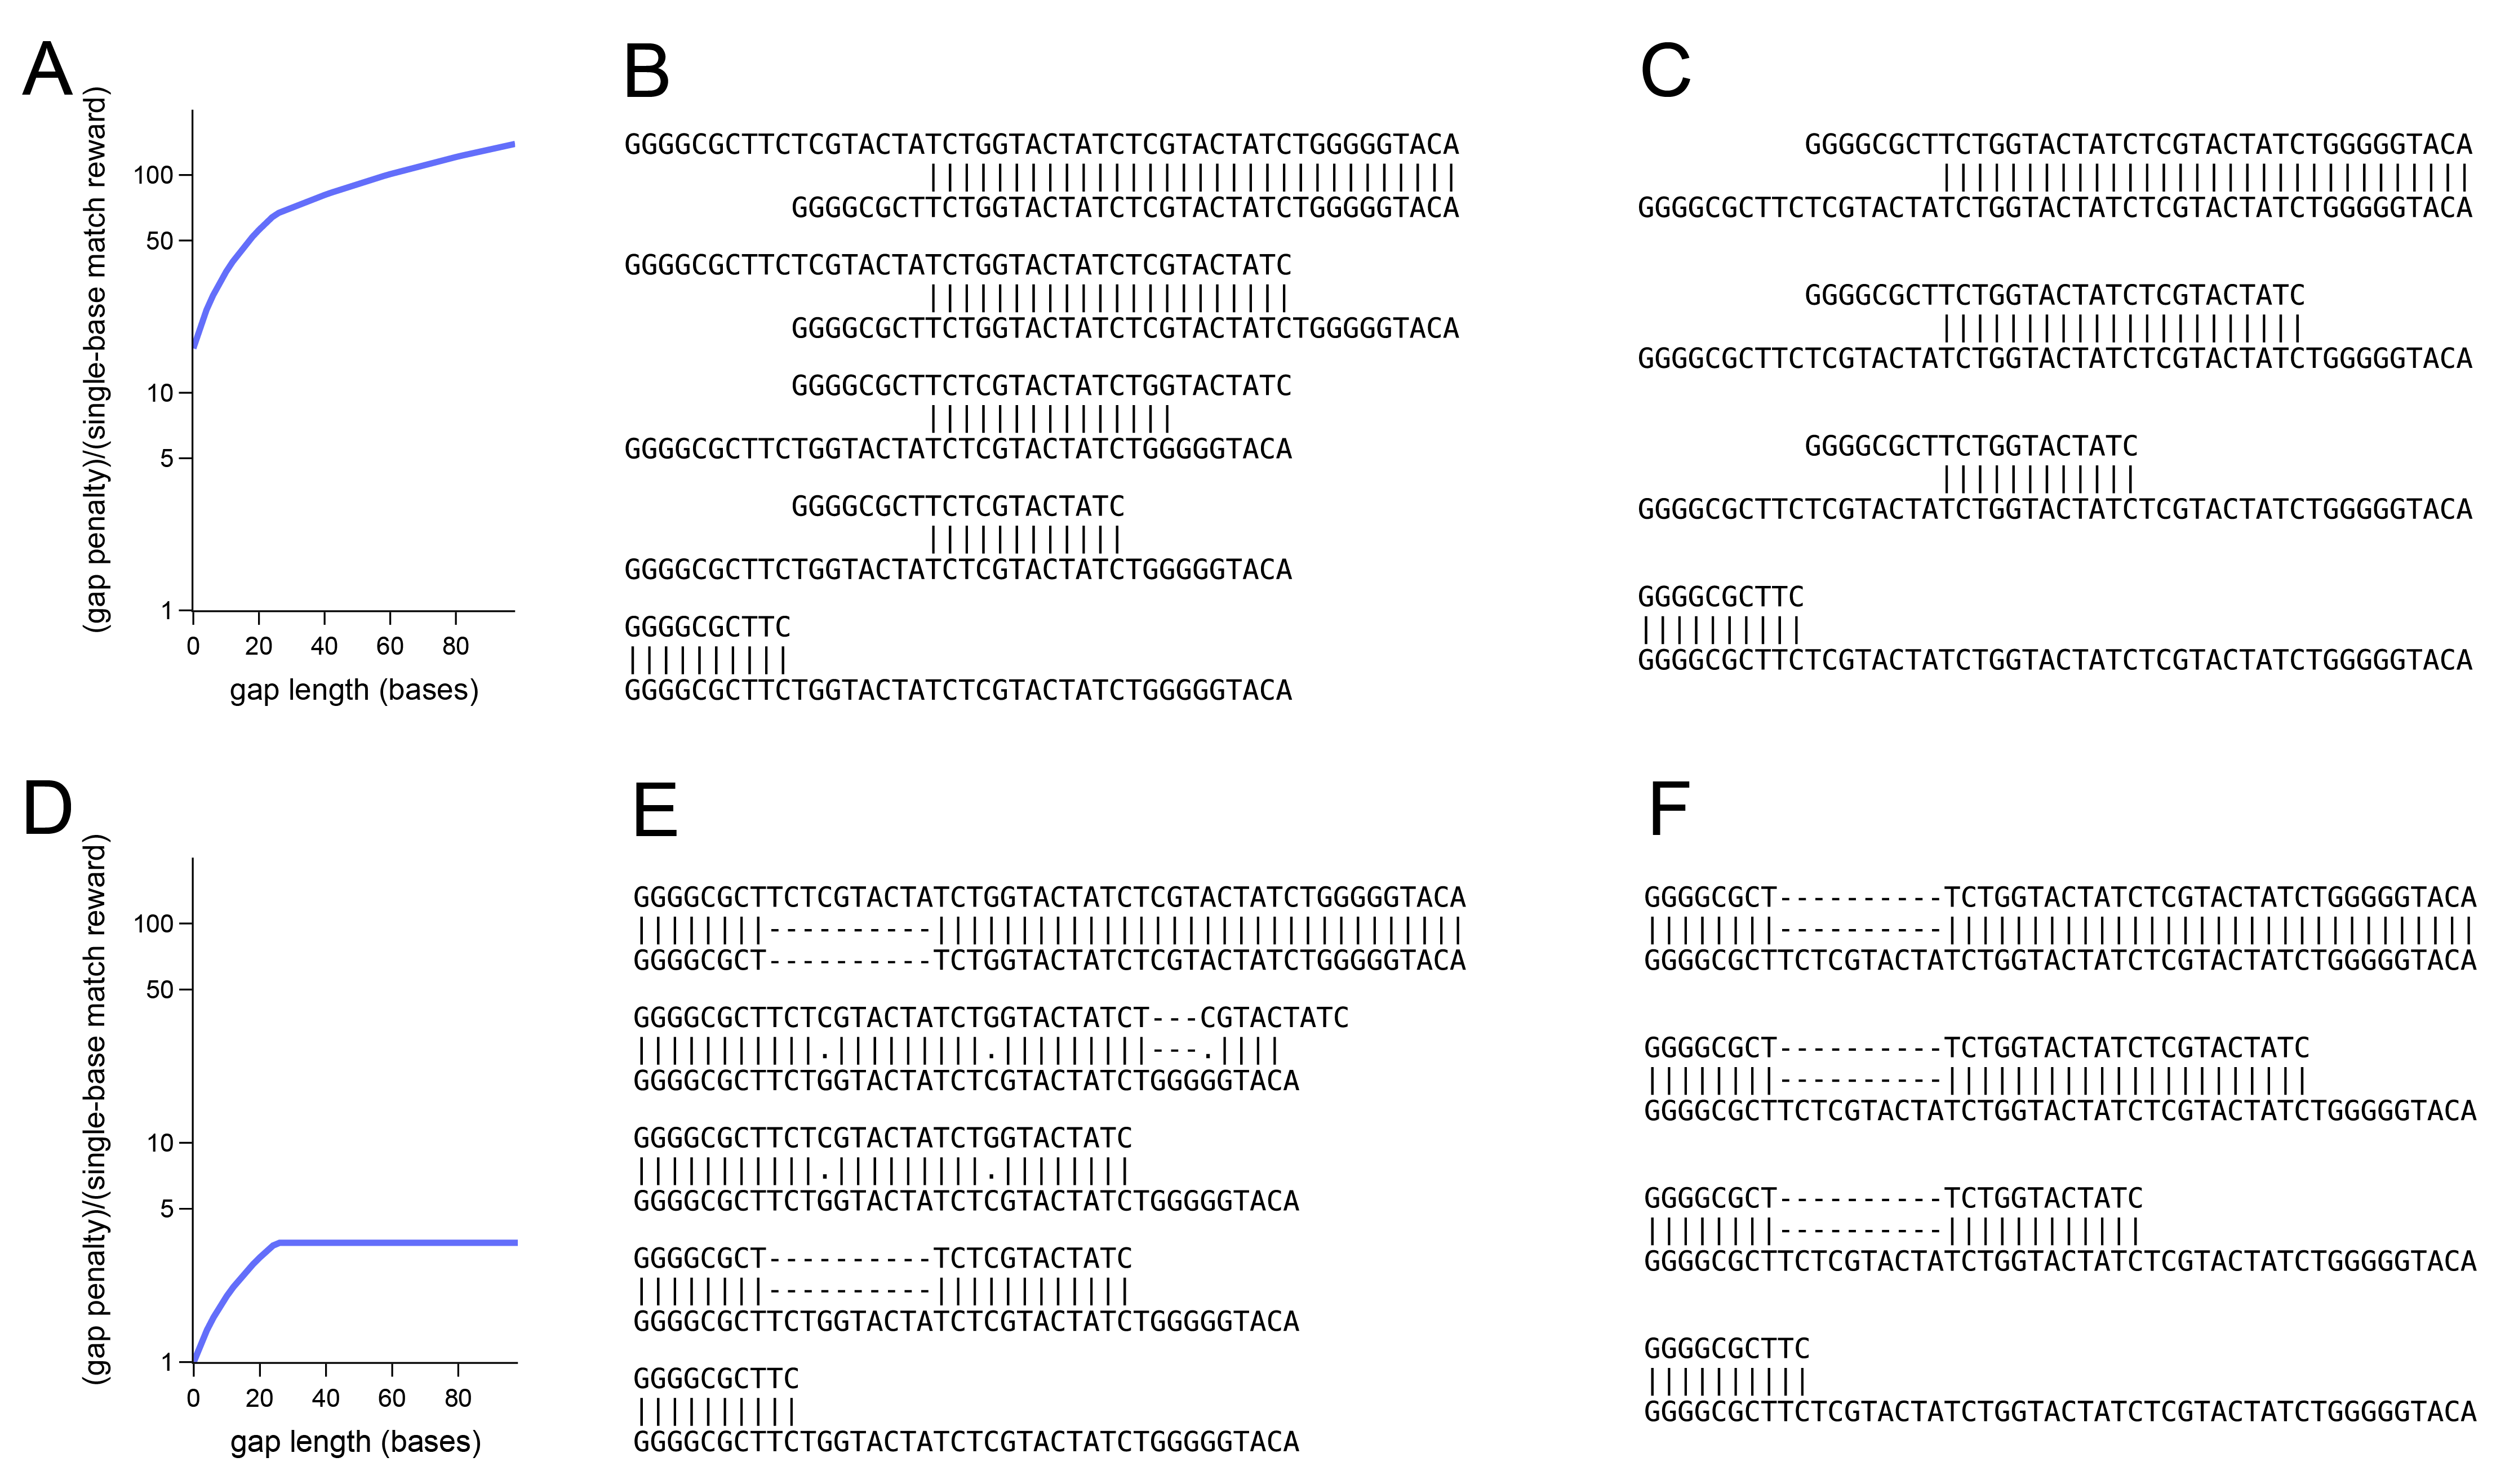 A
(gap penalty)/(single-base match reward)
100
50
10
5
1
0 20 40 60 80
gap length (bases)
B
GGGGCGCTTCTCGTACTATCTGGTACTATCTCGTACTATCTGGGGGTACA
||||||||||||||||||||||||||||||||
GGGGCGCTTCTGGTACTATCTCGTACTATCTGGGGGTACA
GGGGCGCTTCTCGTACTATCTGGTACTATCTCGTACTATC
||||||||||||||||||||||
GGGGCGCTTCTGGTACTATCTCGTACTATCTGGGGGTACA
GGGGCGCTTCTCGTACTATCTGGTACTATC
|||||||||||||||
GGGGCGCTTCTGGTACTATCTCGTACTATCTGGGGGTACA
GGGGCGCTTCTCGTACTATC
||||||||||||
GGGGCGCTTCTGGTACTATCTCGTACTATCTGGGGGTACA
GGGGCGCTTC
||||||||||
GGGGCGCTTCTGGTACTATCTCGTACTATCTGGGGGTACA
C
GGGGCGCTTCTGGTACTATCTCGTACTATCTGGGGGTACA
||||||||||||||||||||||||||||||||
GGGGCGCTTCTCGTACTATCTGGTACTATCTCGTACTATCTGGGGGTACA
GGGGCGCTTCTGGTACTATCTCGTACTATC
||||||||||||||||||||||
GGGGCGCTTCTCGTACTATCTGGTACTATCTCGTACTATCTGGGGGTACA
GGGGCGCTTCTGGTACTATC
||||||||||||
GGGGCGCTTCTCGTACTATCTGGTACTATCTCGTACTATCTGGGGGTACA
GGGGCGCTTC
||||||||||
GGGGCGCTTCTCGTACTATCTGGTACTATCTCGTACTATCTGGGGGTACA
D
(gap penalty)/(single-base match reward)
100
50
10
5
1
0 20 40 60 80
gap length (bases)
E
GGGGCGCTTCTCGTACTATCTGGTACTATCTCGTACTATCTGGGGGTACA
||||||||----------||||||||||||||||||||||||||||||||
GGGGCGCT----------TCTGGTACTATCTCGTACTATCTGGGGGTACA
GGGGCGCTTCTCGTACTATCTGGTACTATCT---CGTACTATC
|||||||||||.|||||||||.|||||||||---.||||
GGGGCGCTTCTGGTACTATCTCGTACTATCTGGGGGTACA
GGGGCGCTTCTCGTACTATCTGGTACTATC
|||||||||||.|||||||||.||||||||
GGGGCGCTTCTGGTACTATCTCGTACTATCTGGGGGTACA
GGGGCGCT----------TCTCGTACTATC
||||||||----------||||||||||||
GGGGCGCTTCTGGTACTATCTCGTACTATCTGGGGGTACA
GGGGCGCTTC
||||||||||
GGGGCGCTTCTGGTACTATCTCGTACTATCTGGGGGTACA
F
GGGGCGCT----------TCTGGTACTATCTCGTACTATCTGGGGGTACA
||||||||----------||||||||||||||||||||||||||||||||
GGGGCGCTTCTCGTACTATCTGGTACTATCTCGTACTATCTGGGGGTACA
GGGGCGCT----------TCTGGTACTATCTCGTACTATC
||||||||----------||||||||||||||||||||||
GGGGCGCTTCTCGTACTATCTGGTACTATCTCGTACTATCTGGGGGTACA
GGGGCGCT----------TCTGGTACTATC
||||||||----------||||||||||||
GGGGCGCTTCTCGTACTATCTGGTACTATCTCGTACTATCTGGGGGTACA
GGGGCGCTTC
||||||||||
GGGGCGCTTCTCGTACTATCTGGTACTATCTCGTACTATCTGGGGGTACA